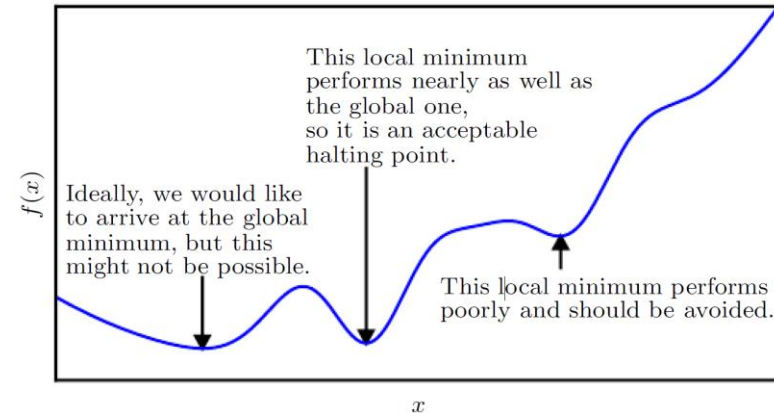 This local minimum
performs nearly as well as
the global one,
so it is an acceptable
halting point.
Ideally, we would like
to arrive at the global
minimum, but this
might not be possible.
This local minimum performs
poorly and should be avoided.
f(x)
x